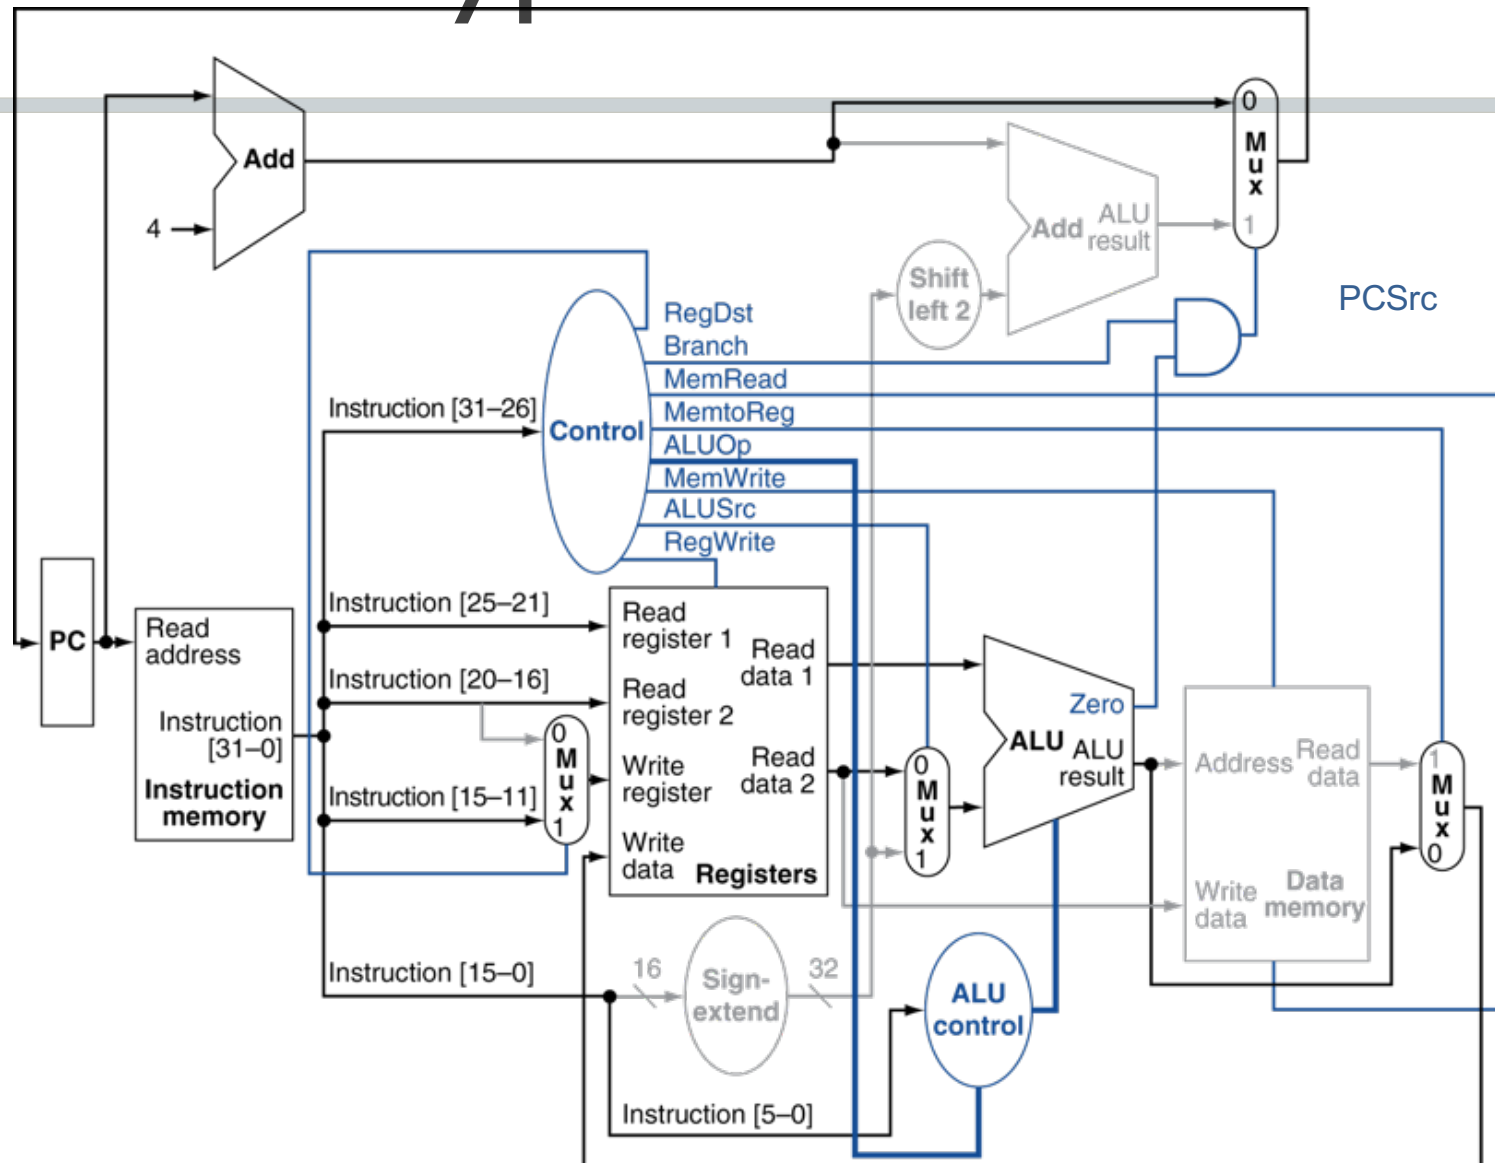 0
M
u
x
1
Add
4
Add
ALU
result
Shift
left 2
PCSrc
RegDst
Branch
MemRead
MemtoReg
ALUOp
MemWrite
ALUSrc
RegWrite
Instruction [31–26]
Control
PC
Read
address
Instruction
[31–0]
Instruction
memory
Instruction [25–21]
Instruction [20–16]
Instruction [15–11]
Instruction [15–0]
0
M
u
x
1
Read
register 1
Read
register 2
Write
register
Write
data
Read
data 1
Read
data 2
Registers
0
M
u
x
1
Zero
ALU
ALU
result
Address
Read
data
Write
data
Data
memory
1
M
u
x
0
16
Sign-
extend
32
ALU
control
Instruction [5–0]